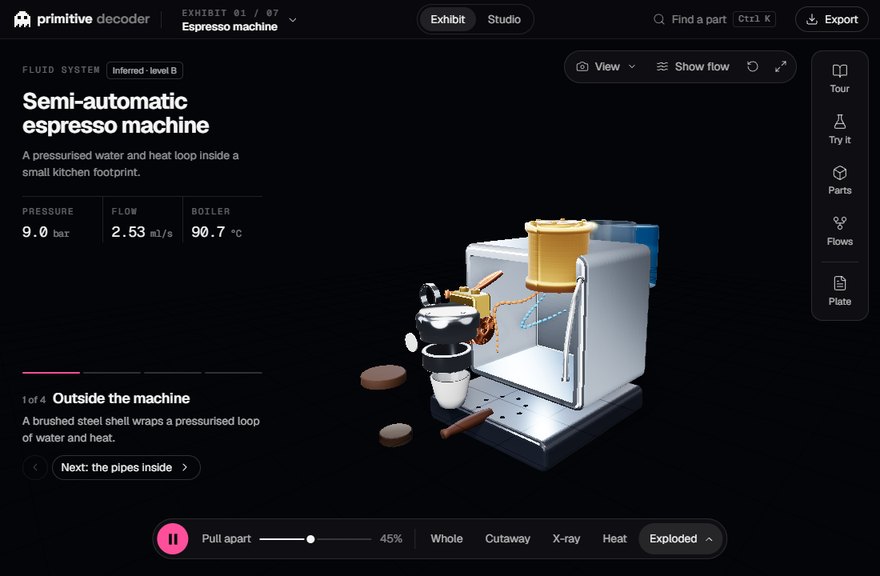 primitive decoder
EXHIBIT 01 / 07
Espresso machine
Exhibit
Studio
Find a part
Ctrl K
Export
FLUID SYSTEM
Inferred · level B
Semi-automatic
espresso machine
A pressurised water and heat loop inside a
small kitchen footprint.
PRESSURE
FLOW
BOILER
9.0 bar
2.53 ml/s
90.7 °C
View
Show flow
Tour
Try it
Parts
Flows
Plate
1 of 4 Outside the machine
A brushed steel shell wraps a pressurised loop
of water and heat.
Next: the pipes inside
Pull apart
45%
Whole
Cutaway
X-ray
Heat
Exploded